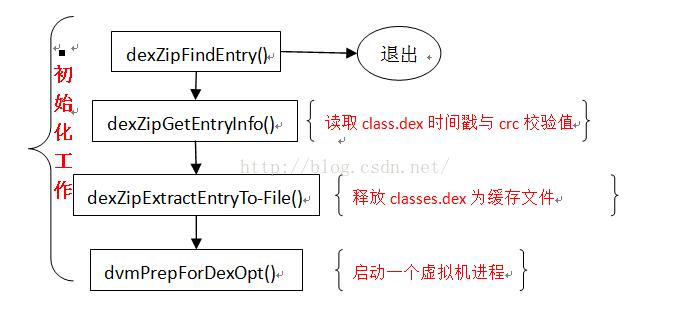 dexZipFindEntry()
退出
初始化工作
dexZipGetEntryInfo()
读取 class.dex 时间戳与 crc 校验值
http://blog.csdn.net/
dexZipExtractEntryTo-File()
释放 classes.dex 为缓存文件
dvmPrepForDexOpt()
启动一个虚拟机进程